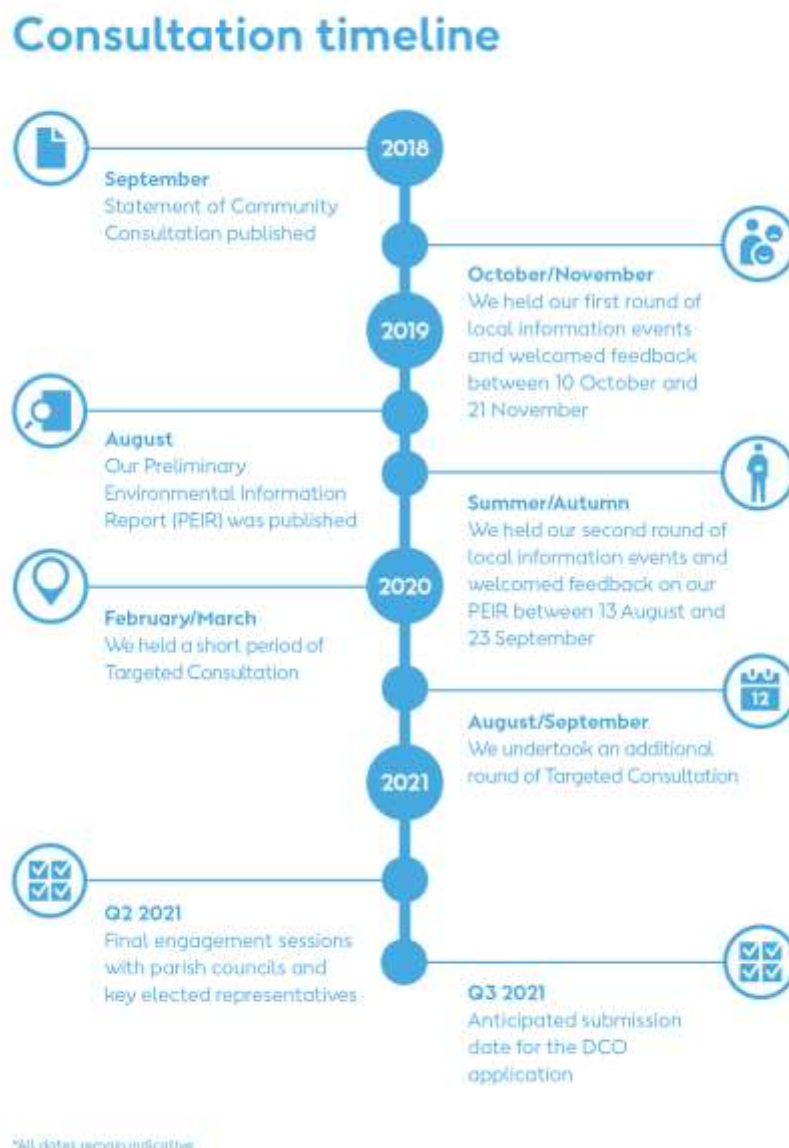 Consultation timeline
2018
September
Statement of Community
Consultation published
October/November
We held our first round of
local information events
and welcomed feedback
between 10 October and
21 November
2019
August
Our Preliminary
Environmental Information
Report (PEIR) was published
Summer/Autumn
We held our second round of
local information events and
welcomed feedback on our
PEIR between 13 August and
23 September
2020
February/March
We held a short period of
Targeted Consultation
12
August/September
We undertook an additional
round of Targeted Consultation
2021
Q2 2021
Final engagement sessions
with parish councils and
key elected representatives
Q3 2021
Anticipated submission
date for the DCO
application
*All dates remain indicative